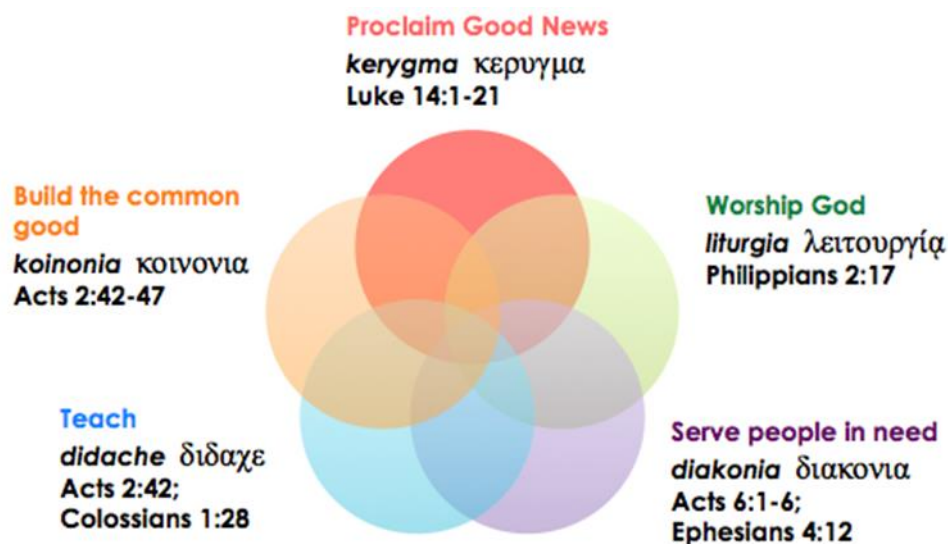 Proclaim Good News
kerygma κερυγμα
Luke 14:1-21
Build the common
good
koinonia κοινονια
Acts 2:42-47
Worship God
liturgia λειτουργίᾳ
Philippians 2:17
Teach
didache διδαχε
Acts 2:42;
Colossians 1:28
Serve people in need
diakonia διακονια
Acts 6:1-6;
Ephesians 4:12